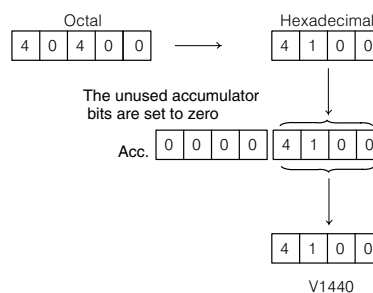 Octal
Hexadecimal
4 0 4 0 0
4 1 0 0
The unused accumulator
bits are set to zero
Acc. 0 0 0 0 4 1 0 0
4 1 0 0
V1440